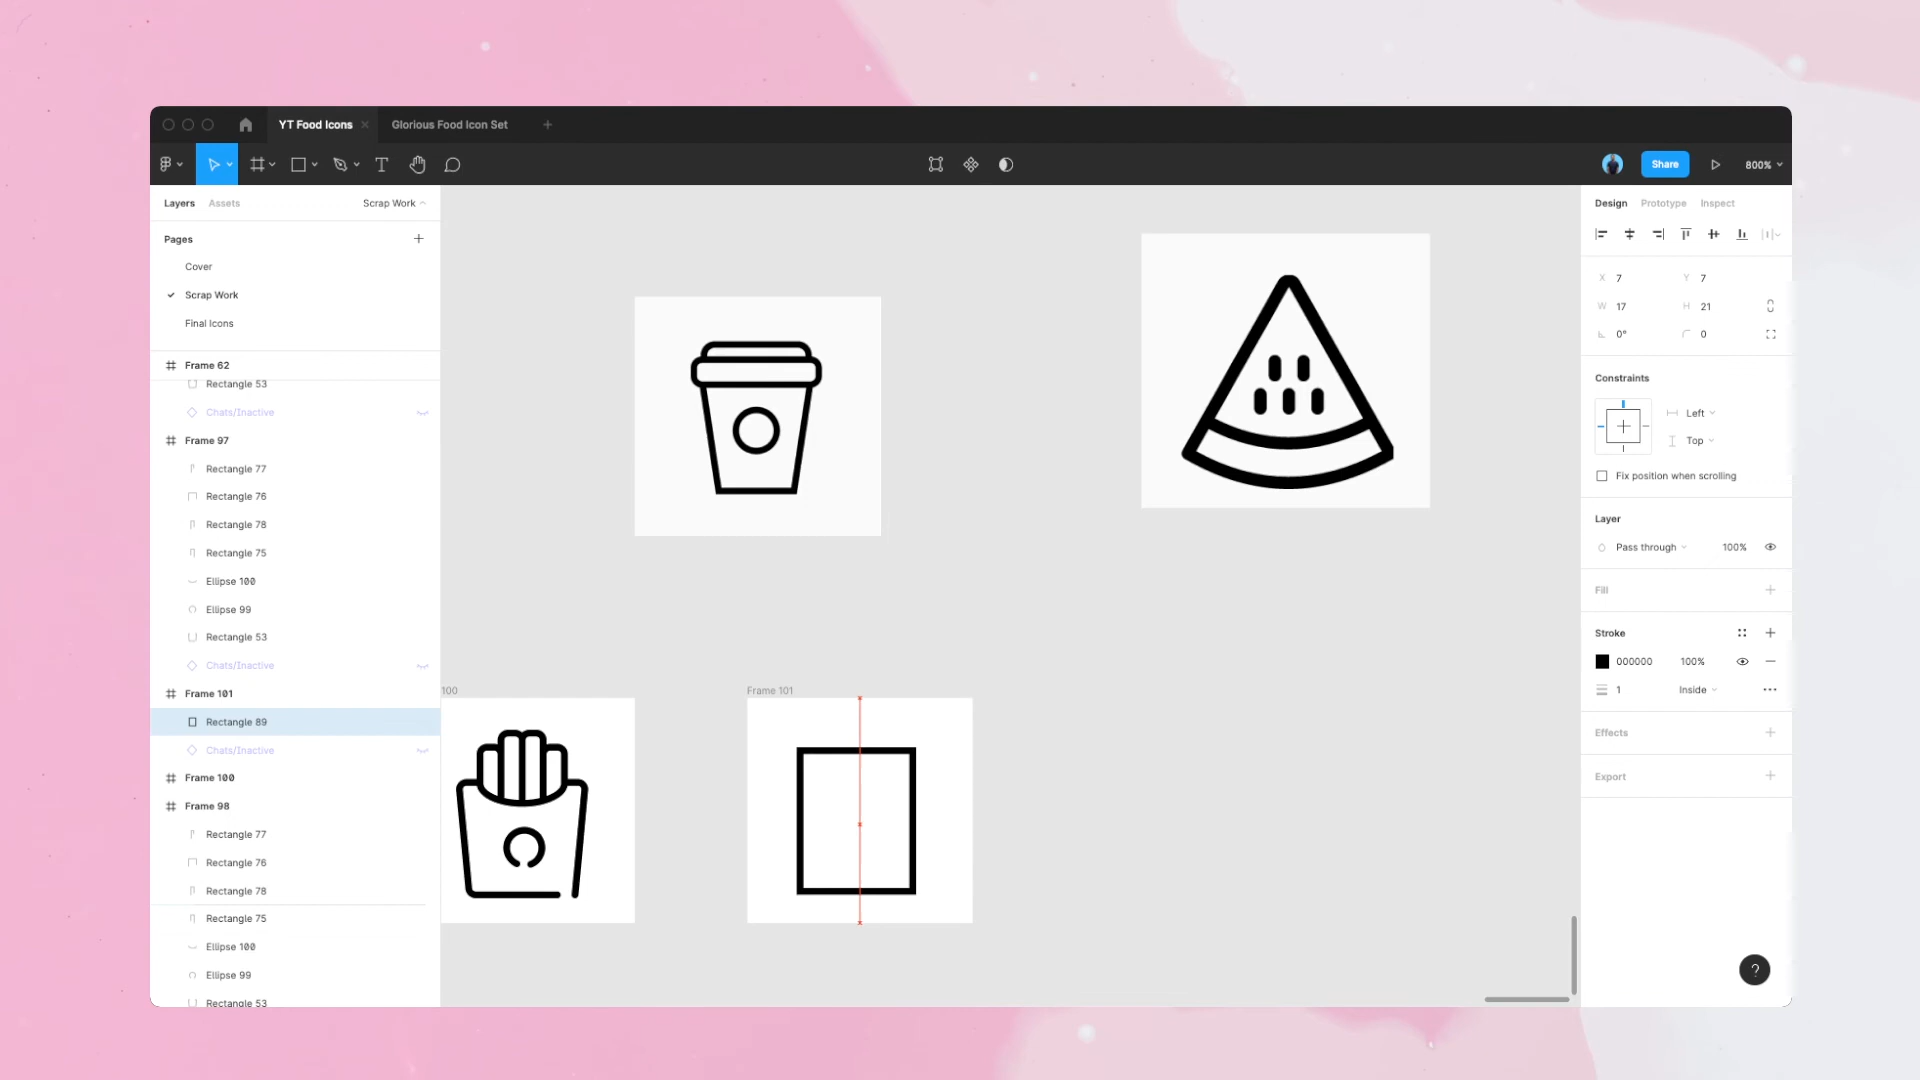 YT Food Icons
Glorious Food Icon Set
Share
800%
Layers
Assets
Scrap Work
Pages
Cover
Scrap Work
Final Icons
Frame 62
Rectangle 53
Chats/Inactive
Frame 97
Rectangle 77
Rectangle 76
Rectangle 78
Rectangle 75
Ellipse 100
Ellipse 99
Rectangle 53
Chats/Inactive
Frame 101
Rectangle 89
Chats/Inactive
Frame 100
Frame 98
Rectangle 77
Rectangle 76
Rectangle 78
Rectangle 75
Ellipse 100
Ellipse 99
Rectangle 53
100
Frame 101
Design
Prototype
Inspect
X 7
Y 7
W 17
H 21
0°
0
Constraints
Left
Top
Fix position when scrolling
Layer
Pass through
100%
Fill
Stroke
000000
100%
1
Inside
Effects
Export
?